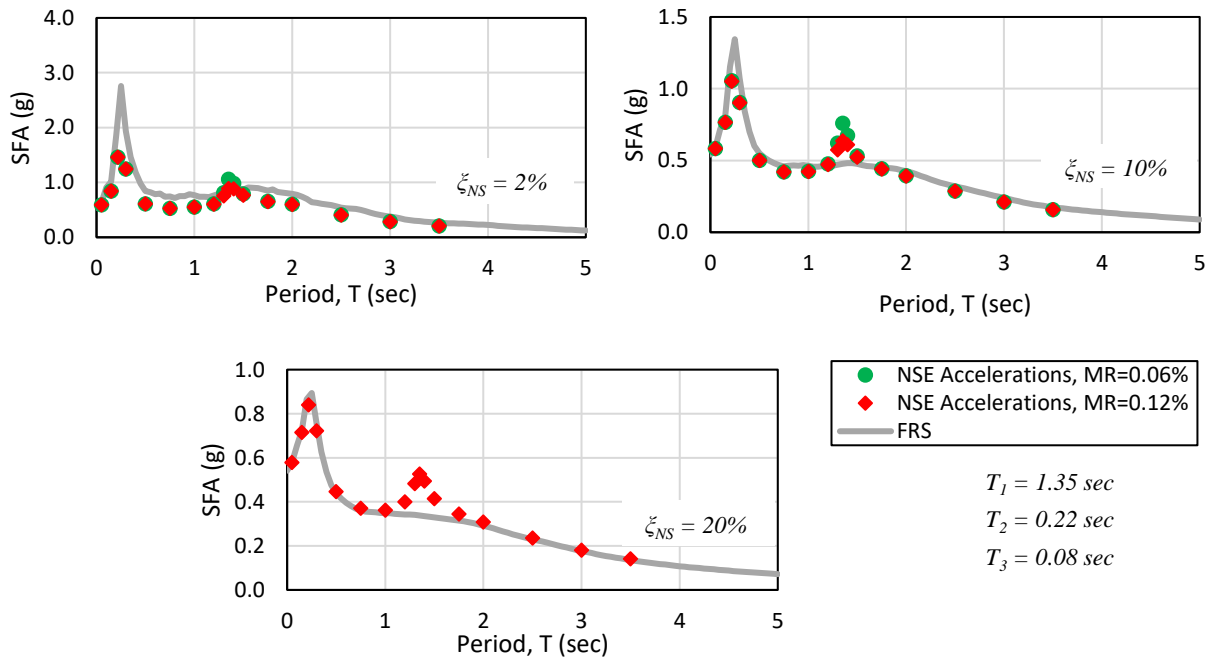 4.0
3.0
2.0
1.0
0.0
SFA (g)
ξNS = 2%
0 1 2 3 4 5
Period, T (sec)
1.5
1.0
0.5
0.0
SFA (g)
ξNS = 10%
0 1 2 3 4 5
Period, T (sec)
1.0
0.8
0.6
0.4
0.2
0.0
SFA (g)
ξNS = 20%
0 1 2 3 4 5
Period, T (sec)
NSE Accelerations, MR=0.06%
NSE Accelerations, MR=0.12%
FRS
T1 = 1.35 sec
T2 = 0.22 sec
T3 = 0.08 sec